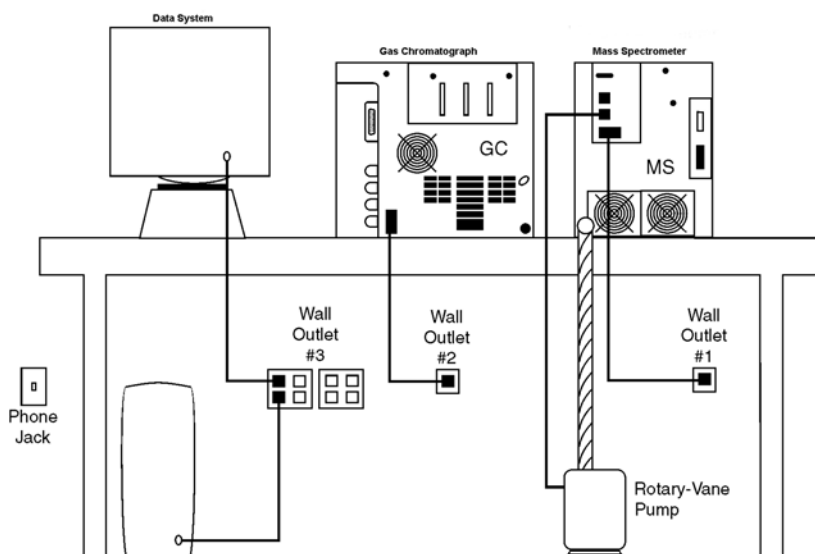 Data System
Gas Chromatograph
Mass Spectrometer
GC
MS
Wall
Outlet
#3
Wall
Outlet
#2
Wall
Outlet
#1
Phone
Jack
Rotary-Vane
Pump